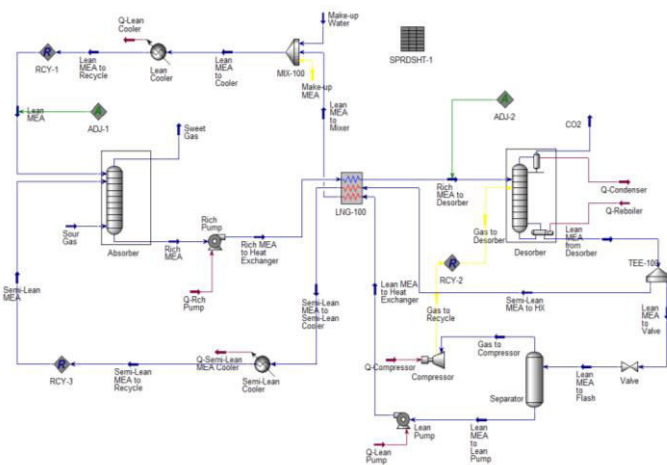 Q-Lean
Cooler
Make-up
Water
RCY-1
Lean
MEA to
Recycle
Lean
Cooler
Lean
MEA to
Cooler
MIX-100
Make-up
MEA
SPRDSHT-1
Lean
MEA
ADJ-1
Sweet
Gas
Lean
MEA
to Mixer
ADJ-2
CO2
LNG-100
Rich
MEA to
Desorber
Q-Condenser
Q-Reboiler
Sour
Gas
Absorber
Rich
MEA
Rich
Pump
Rich MEA
to Heat
Exchanger
Q-Rch
Pump
Gas to
Desorber
Desorber
Lean
MEA from
Desorber
TEE-100
RCY-2
Semi-Lean
MEA to HX
Semi-Lean
MEA
Semi-Lean
MEA to
Semi-Lean
Cooler
Lean MEA
to Heat
Exchanger
Gas to
Recycle
Gas to
Compressor
Lean
MEA to
Valve
Q-Compressor
Compressor
RCY-3
Semi-Lean
MEA to
Recycle
Q-Semi-Lean
MEA Cooler
Semi-Lean
Cooler
Separator
Lean
MEA to
Flash
Valve
Lean
Pump
Q-Lean
Pump
Lean
MEA to
Lean
Pump